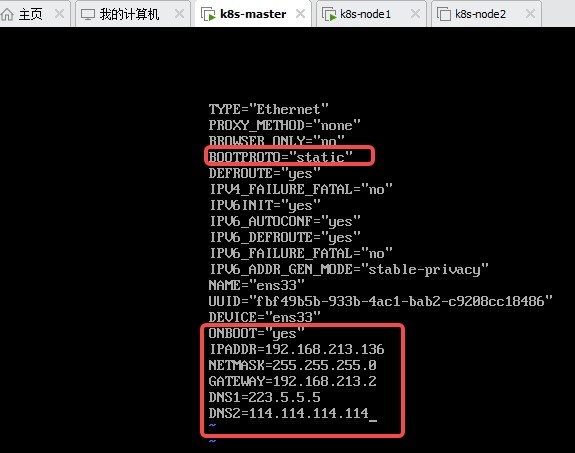 主页 我的计算机 k8s-master k8s-node1 k8s-node2
TYPE="Ethernet"
PROXY_METHOD="none"
BROWSER_ONLY="no"
BOOTPROTO="static"
DEFROUTE="yes"
IPV4_FAILURE_FATAL="no"
IPV6INIT="yes"
IPV6_AUTOCONF="yes"
IPV6_DEFROUTE="yes"
IPV6_FAILURE_FATAL="no"
IPV6_ADDR_GEN_MODE="stable-privacy"
NAME="ens33"
UUID="fbf49b5b-933b-4ac1-bab2-c9208cc18486"
DEVICE="ens33"
ONBOOT="yes"
IPADDR=192.168.213.136
NETMASK=255.255.255.0
GATEWAY=192.168.213.2
DNS1=223.5.5.5
DNS2=114.114.114.114_
~
~